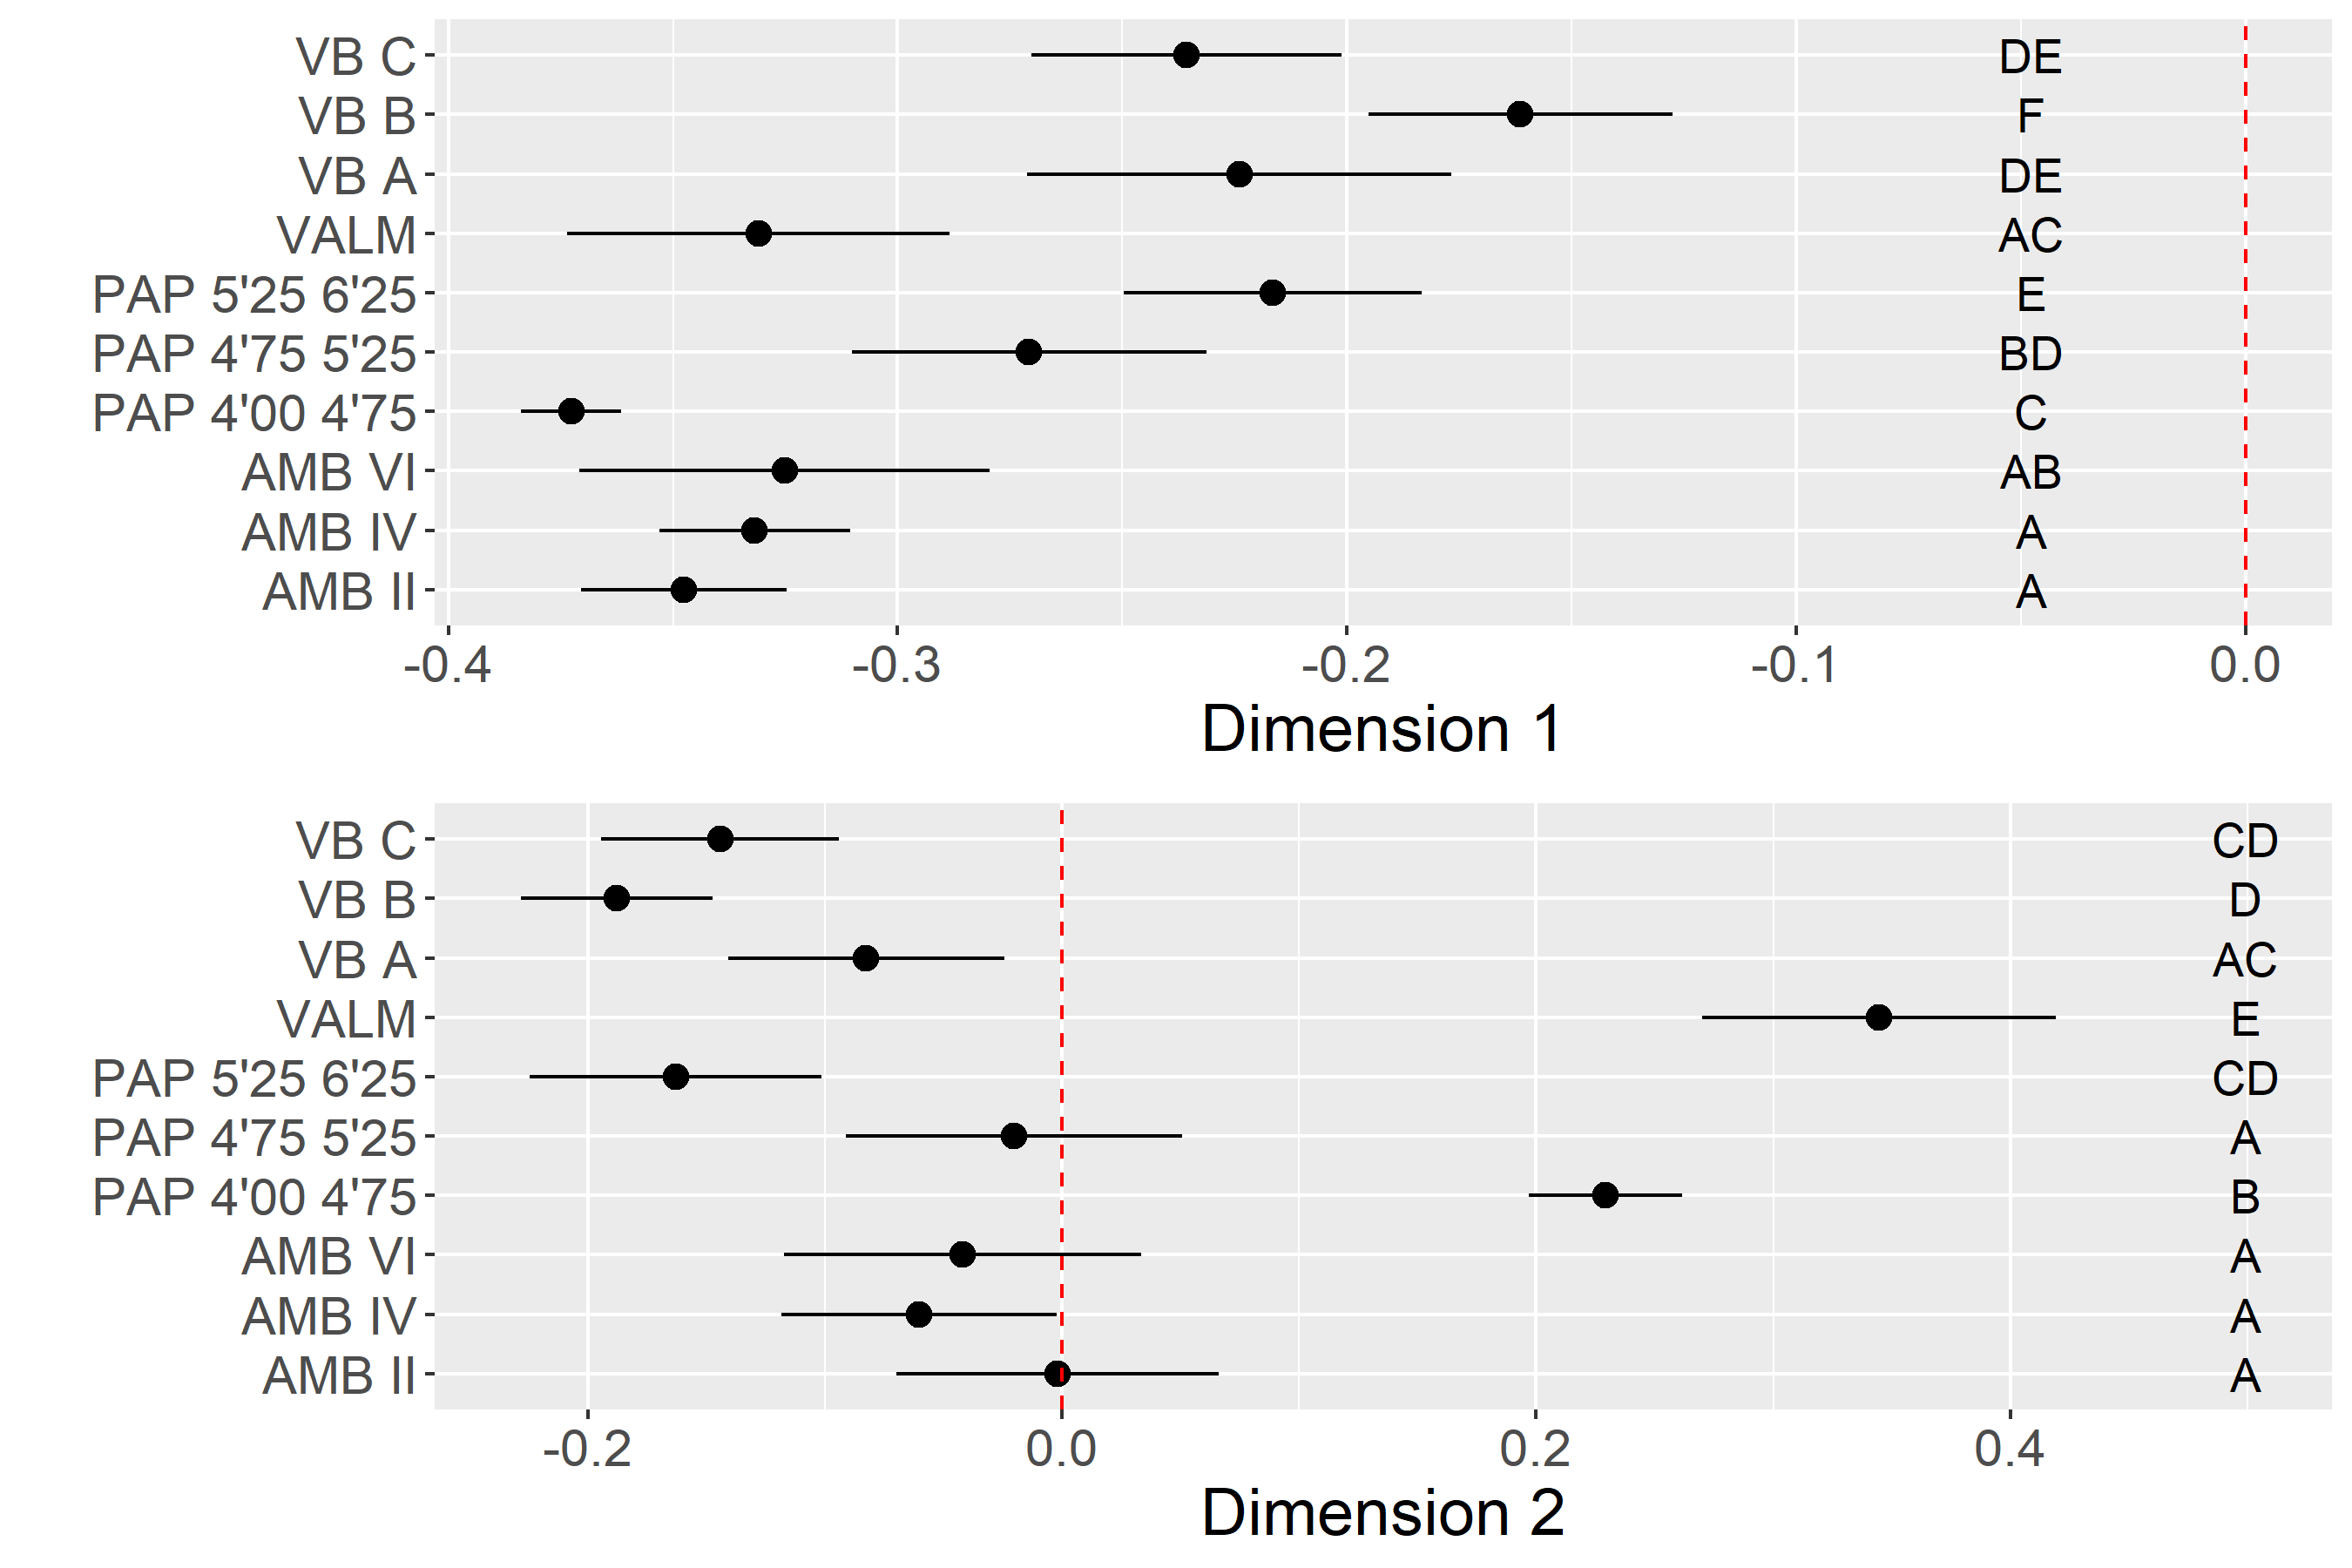 VB C DE
VB B F
VB A DE
VALM AC
PAP 5'25 6'25 E
PAP 4'75 5'25 BD
PAP 4'00 4'75 C
AMB VI AB
AMB IV A
AMB II A
-0.4 -0.3 -0.2 -0.1 0.0
Dimension 1
VB C CD
VB B D
VB A AC
VALM E
PAP 5'25 6'25 CD
PAP 4'75 5'25 A
PAP 4'00 4'75 B
AMB VI A
AMB IV A
AMB II A
-0.2 0.0 0.2 0.4
Dimension 2